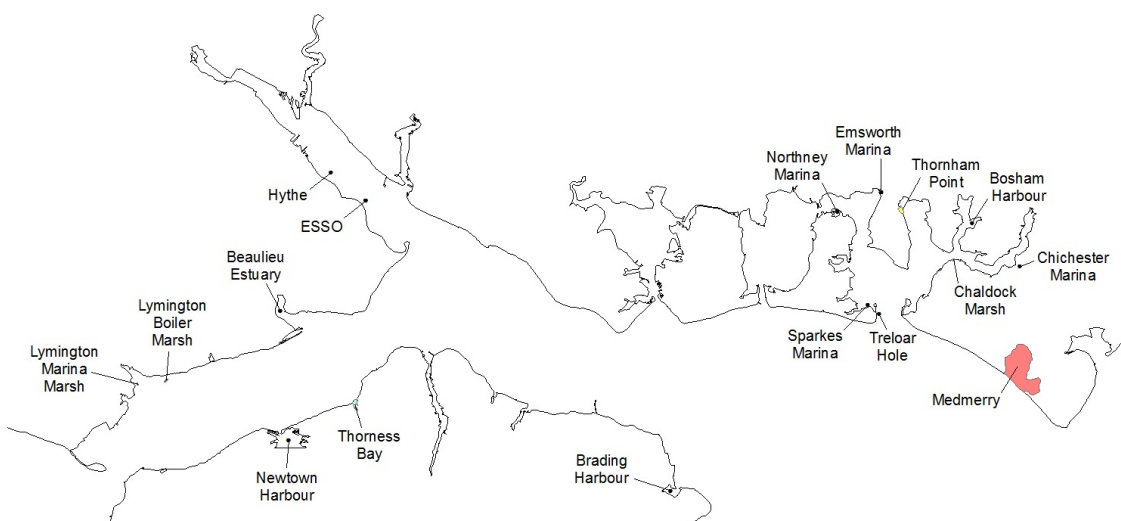 Emsworth
Marina
Northney
Marina
Thornham
Point
Bosham
Harbour
Hythe
ESSO
Beaulieu
Estuary
Chichester
Marina
Chaldock
Marsh
Lymington
Boiler
Marsh
Sparkes
Marina
Treloar
Hole
Lymington
Marina
Marsh
Medmerry
Thorness
Bay
Newtown
Harbour
Brading
Harbour